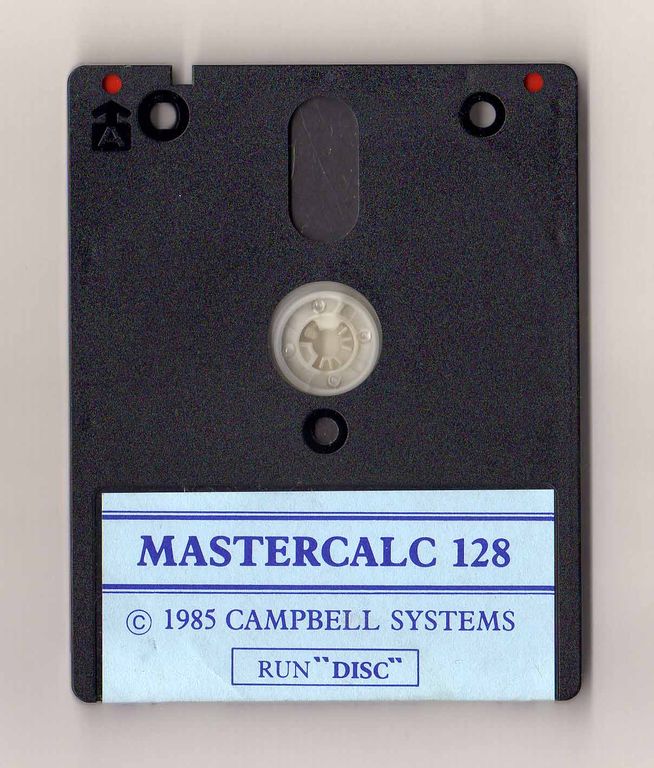 A
MASTERCALC 128
© 1985 CAMPBELL SYSTEMS
RUN "DISC"